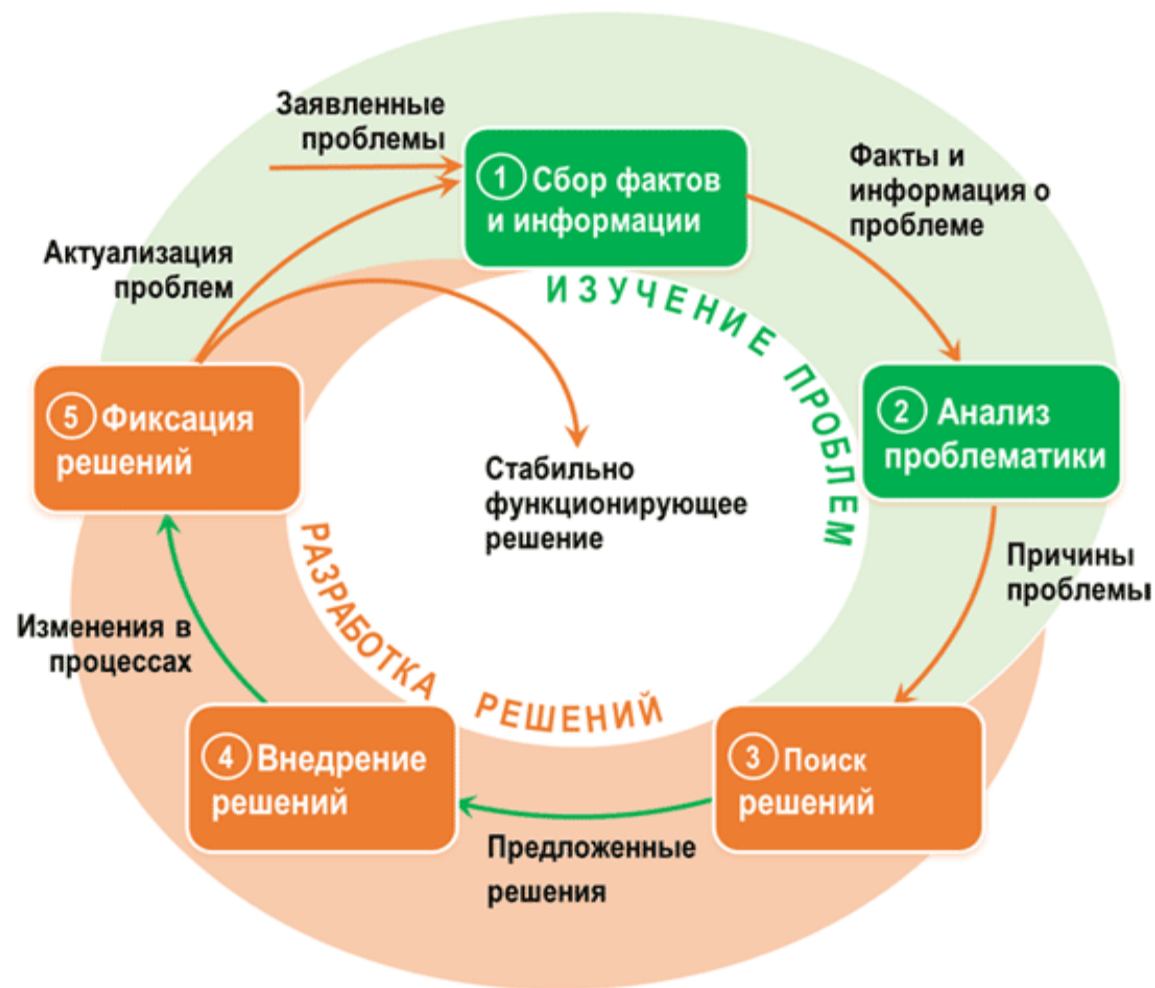 Заявленные
проблемы
1 Сбор фактов
и информации
Факты и
информация о
проблеме
Актуализация
проблем
ИЗУЧЕНИЕ ПРОБЛЕМ
5 Фиксация
решений
2 Анализ
проблематики
Стабильно
функционирующее
решение
Причины
проблемы
РАЗРАБОТКА РЕШЕНИЙ
Изменения в
процессах
4 Внедрение
решений
3 Поиск
решений
Предложенные
решения